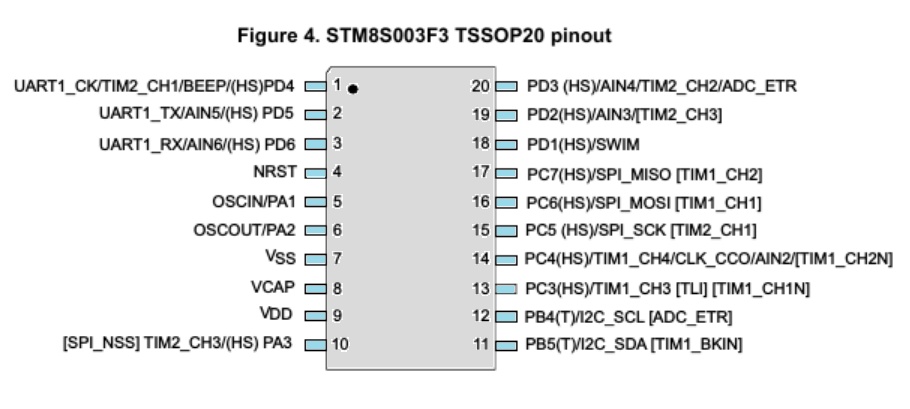 Figure 4. STM8S003F3 TSSOP20 pinout
UART1_CK/TIM2_CH1/BEEP/(HS)PD4 1 20 PD3 (HS)/AIN4/TIM2_CH2/ADC_ETR
UART1_TX/AIN5/(HS) PD5 2 19 PD2(HS)/AIN3/[TIM2_CH3]
UART1_RX/AIN6/(HS) PD6 3 18 PD1(HS)/SWIM
NRST 4 17 PC7(HS)/SPI_MISO [TIM1_CH2]
OSCIN/PA1 5 16 PC6(HS)/SPI_MOSI [TIM1_CH1]
OSCOUT/PA2 6 15 PC5 (HS)/SPI_SCK [TIM2_CH1]
VSS 7 14 PC4(HS)/TIM1_CH4/CLK_CCO/AIN2/[TIM1_CH2N]
VCAP 8 13 PC3(HS)/TIM1_CH3 [TLI] [TIM1_CH1N]
VDD 9 12 PB4(T)/I2C_SCL [ADC_ETR]
[SPI_NSS] TIM2_CH3/(HS) PA3 10 11 PB5(T)/I2C_SDA [TIM1_BKIN]